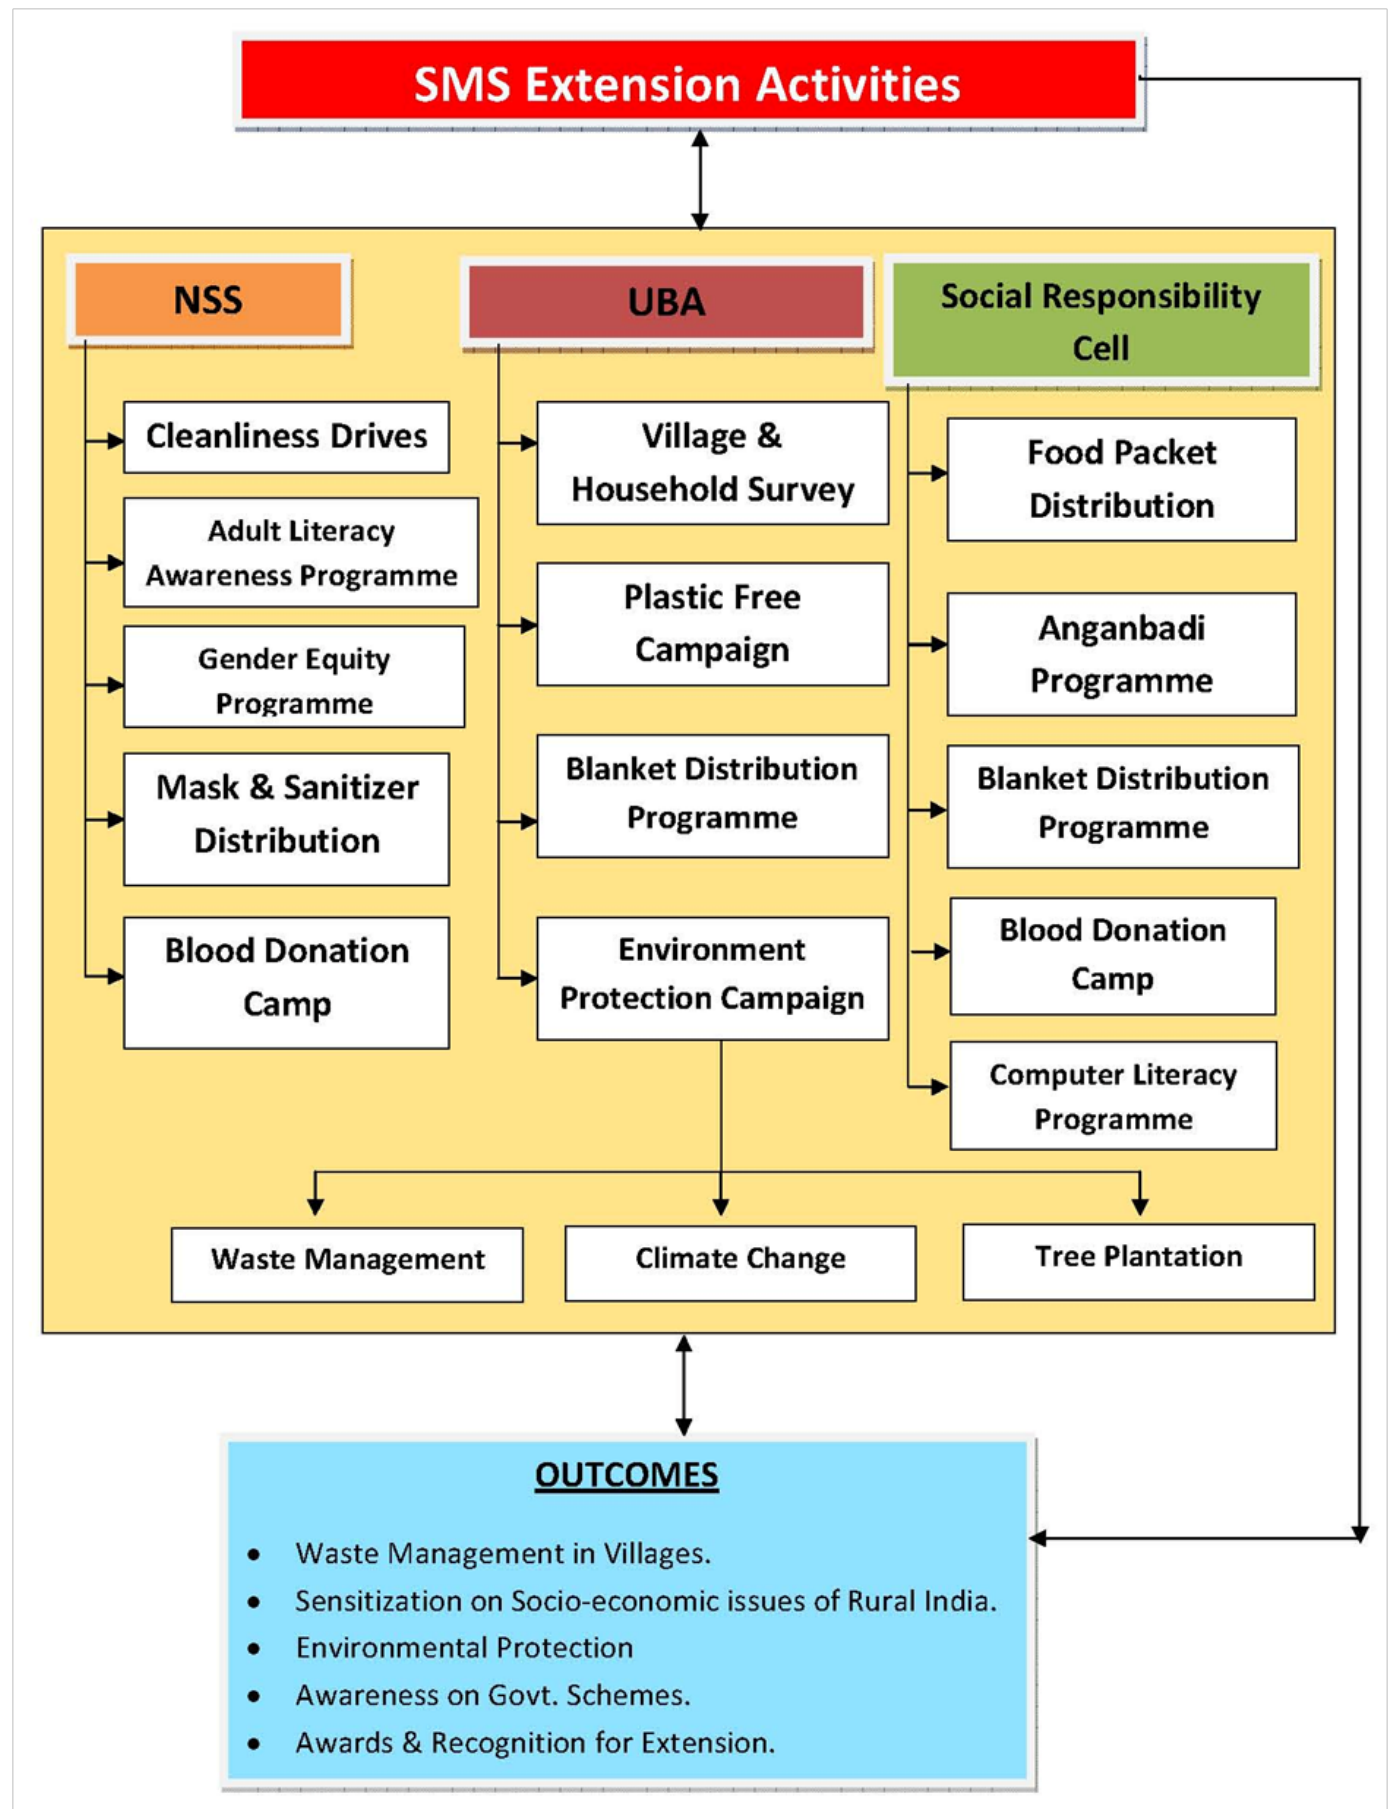 SMS Extension Activities
NSS
Cleanliness Drives
Adult Literacy
Awareness Programme
Gender Equity
Programme
Mask & Sanitizer
Distribution
Blood Donation
Camp
UBA
Village &
Household Survey
Plastic Free
Campaign
Blanket Distribution
Programme
Environment
Protection Campaign
Social Responsibility
Cell
Food Packet
Distribution
Anganbadi
Programme
Blanket Distribution
Programme
Blood Donation
Camp
Computer Literacy
Programme
Waste Management
Climate Change
Tree Plantation
OUTCOMES
• Waste Management in Villages.
• Sensitization on Socio-economic issues of Rural India.
• Environmental Protection
• Awareness on Govt. Schemes.
• Awards & Recognition for Extension.